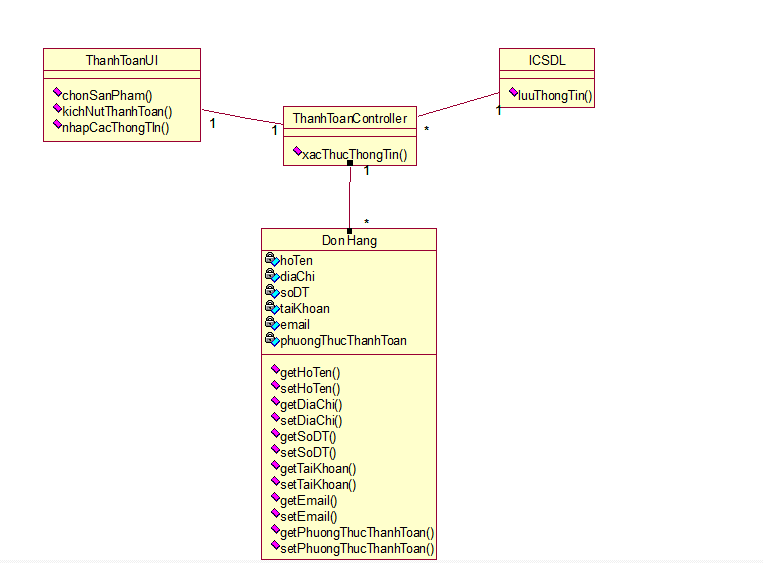 ThanhToanUI
chonSanPham()
kichNutThanhToan()
nhapCacThongTIn()
1
1
ThanhToanController
xacThucThongTin()
1
*
1
ICSDL
luuThongTin()
*
DonHang
hoTen
diaChi
soDT
taiKhoan
email
phuongThucThanhToan
getHoTen()
setHoTen()
getDiaChi()
setDiaChi()
getSoDT()
setSoDT()
getTaiKhoan()
setTaiKhoan()
getEmail()
setEmail()
getPhuongThucThanhToan()
setPhuongThucThanhToan()